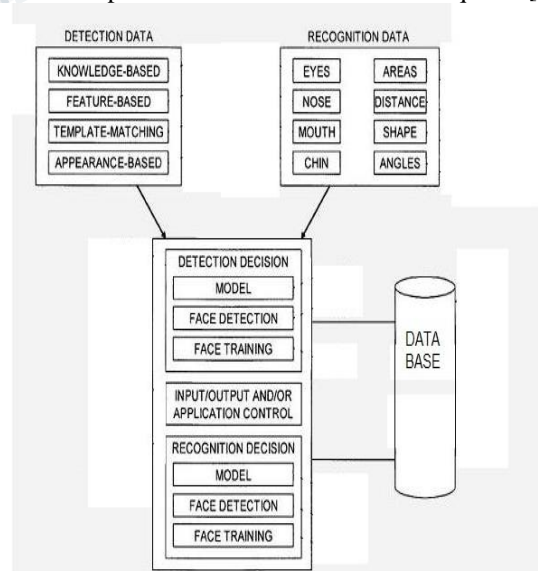 DETECTION DATA
KNOWLEDGE-BASED
FEATURE-BASED
TEMPLATE-MATCHING
APPEARANCE-BASED
RECOGNITION DATA
EYES AREAS
NOSE DISTANCE
MOUTH SHAPE
CHIN ANGLES
DETECTION DECISION
MODEL
FACE DETECTION
FACE TRAINING
INPUT/OUTPUT AND/OR
APPLICATION CONTROL
RECOGNITION DECISION
MODEL
FACE DETECTION
FACE TRAINING
DATA
BASE